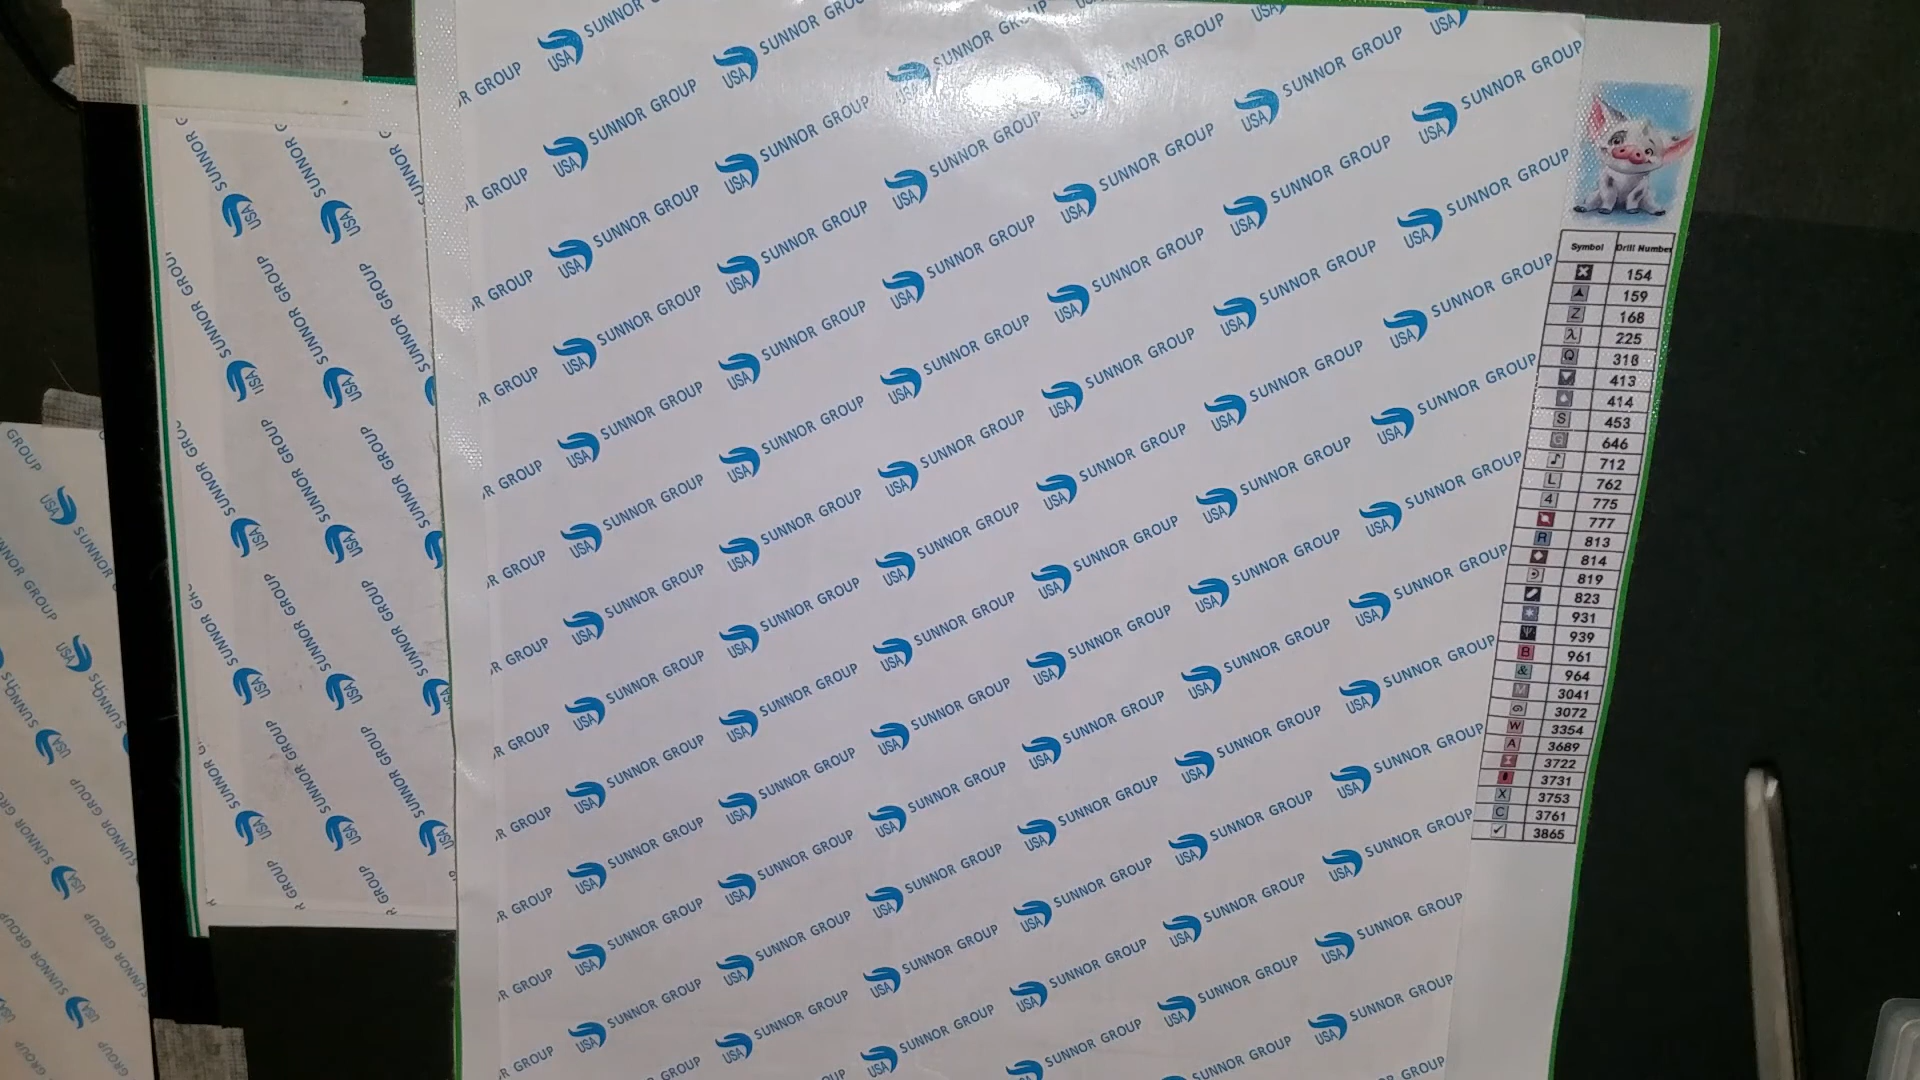 SUNNOR GROUP
USA
Symbol Drill Number
154
159
Z 168
λ 225
Q 318
413
414
S 453
G 646
♪ 712
L 762
4 775
777
R 813
814
819
823
931
Ψ 939
B 961
& 964
M 3041
3072
W 3354
A 3689
3722
3731
X 3753
C 3761
✓ 3865